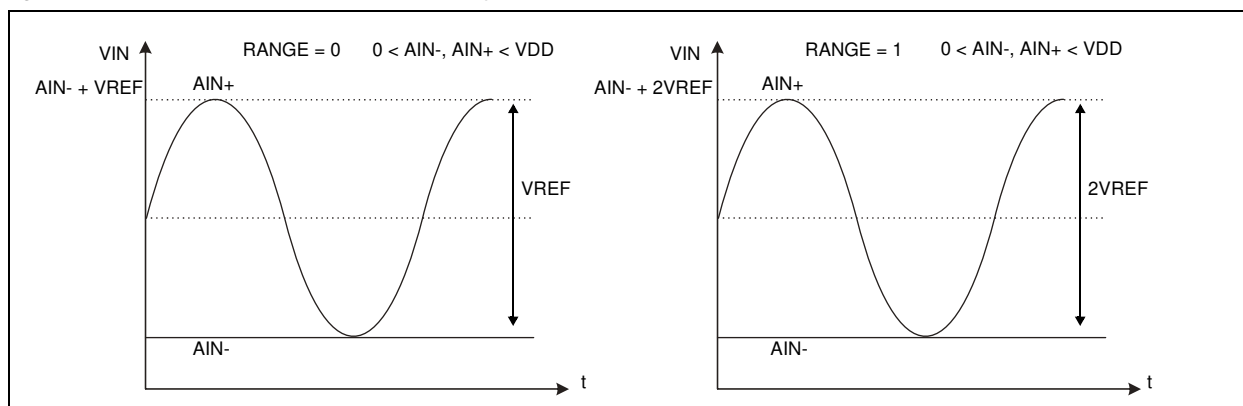 VIN
RANGE = 0 0 < AIN-, AIN+ < VDD
AIN- + VREF
AIN+
VREF
AIN-
t
VIN
RANGE = 1 0 < AIN-, AIN+ < VDD
AIN- + 2VREF
AIN+
2VREF
AIN-
t